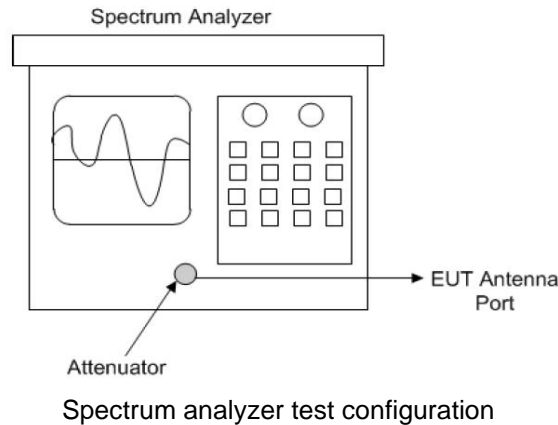 Spectrum Analyzer
EUT Antenna
Port
Attenuator
Spectrum analyzer test configuration